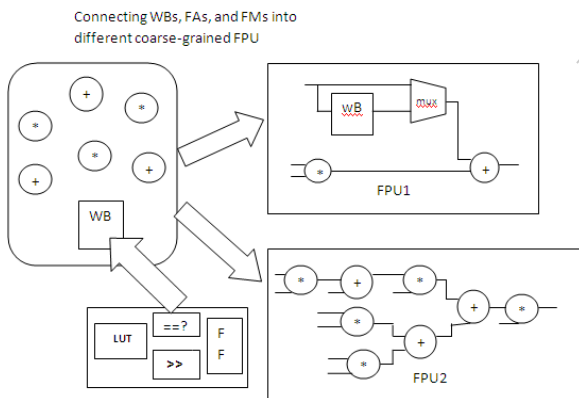 Connecting WBs, FAs, and FMs into
different coarse-grained FPU
+
*
*
*
+
+
WB
LUT
==?
>>
F
F
wB
mux
*
+
FPU1
*
+
*
*
+
*
+
*
FPU2